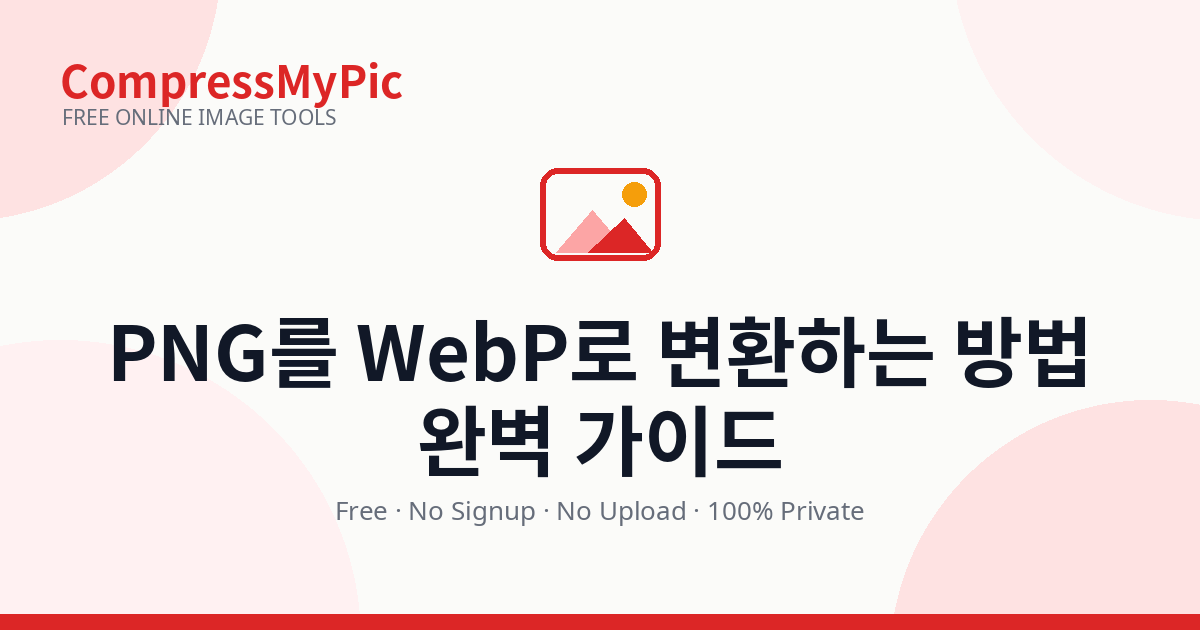 CompressMyPic
FREE ONLINE IMAGE TOOLS
PNG를 WebP로 변환하는 방법
완벽 가이드
Free · No Signup · No Upload · 100% Private